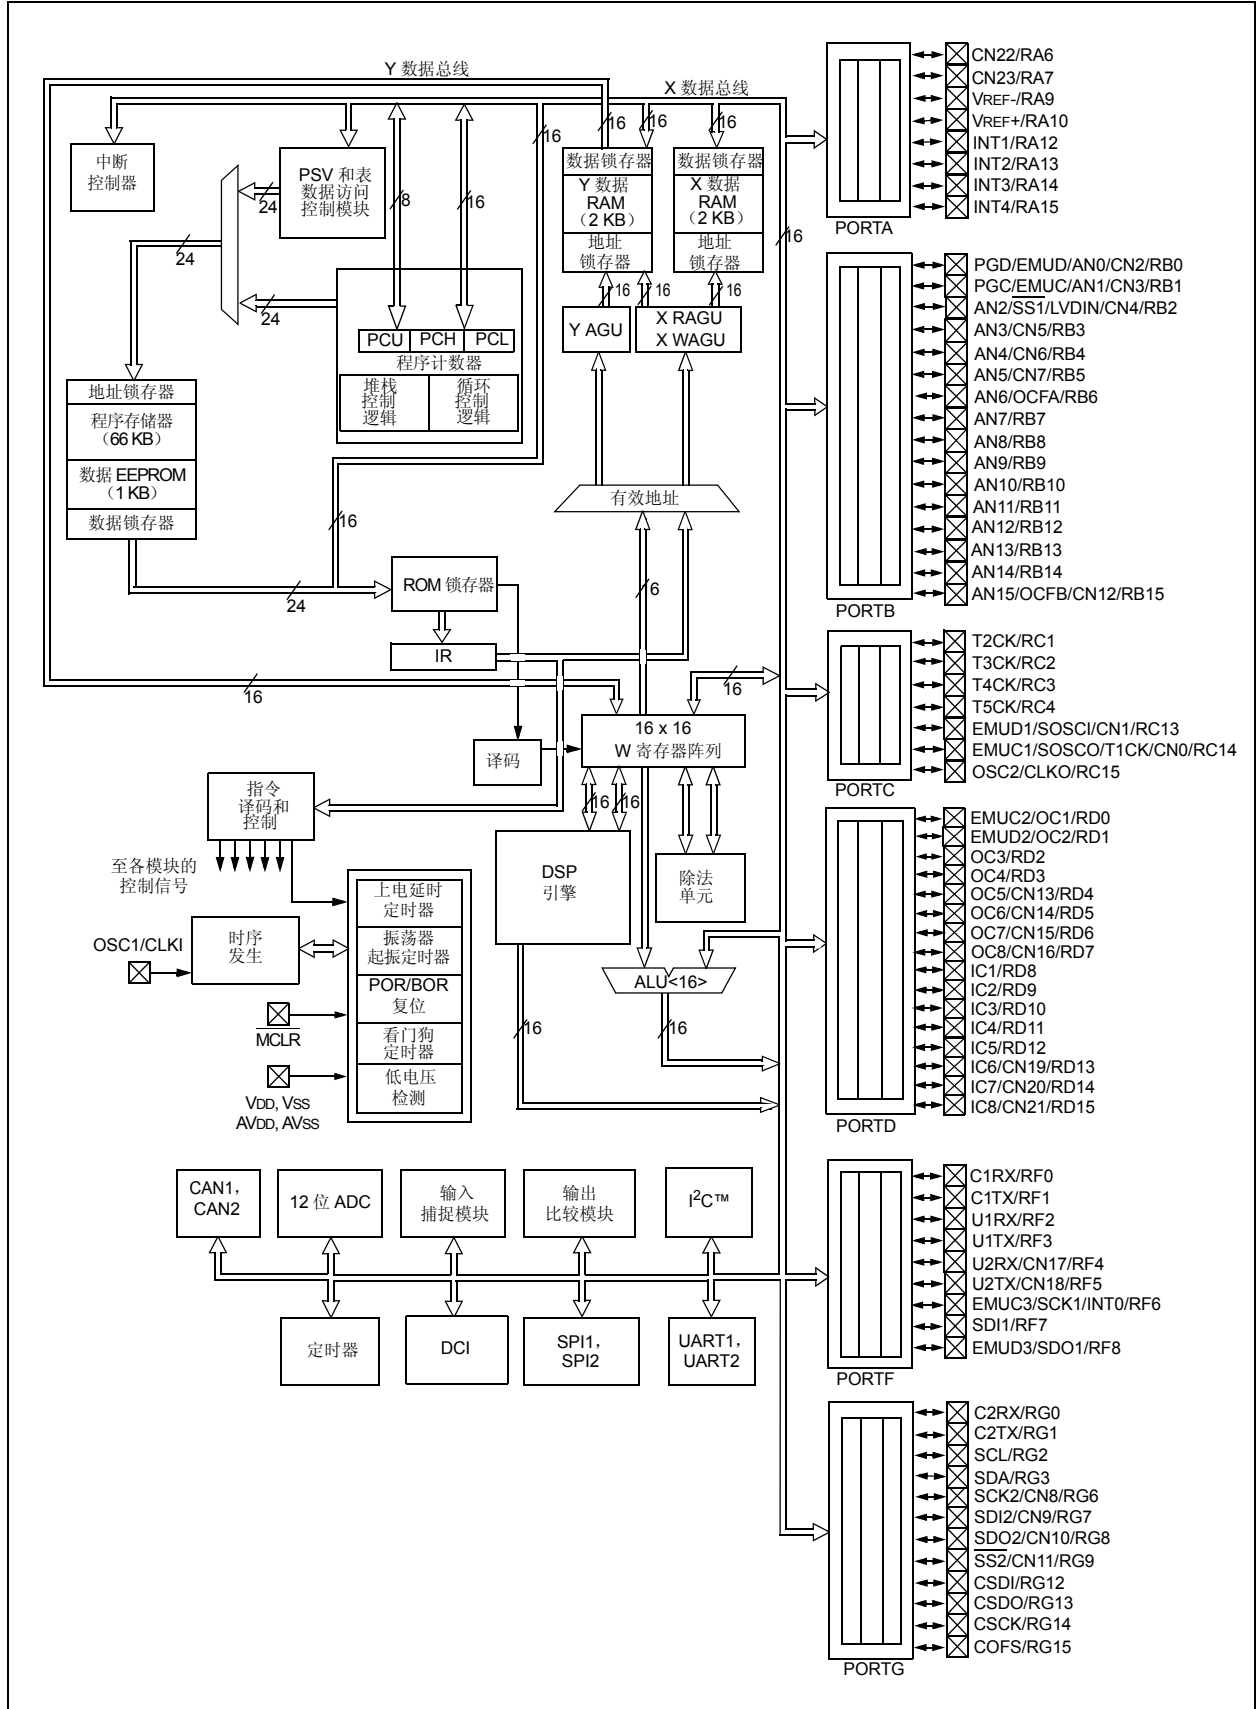 Y 数据总线
X 数据总线
16
16
16
16
中断
控制器
PSV 和表
数据访问
控制模块
24
8
16
24
24
数据锁存器
Y 数据
RAM
(2 KB)
地址
锁存器
数据锁存器
X 数据
RAM
(2 KB)
地址
锁存器
16
16
16
16
Y AGU
X RAGU
X WAGU
PCU
PCH
PCL
程序计数器
堆栈
控制
逻辑
循环
控制
逻辑
地址锁存器
程序存储器
(66 KB)
数据 EEPROM
(1 KB)
数据锁存器
有效地址
16
24
ROM 锁存器
6
IR
16
16
16 x 16
W 寄存器阵列
译码
指令
译码和
控制
至各模块的
控制信号
16
16
DSP
引擎
除法
单元
上电延时
定时器
振荡器
起振定时器
POR/BOR
复位
看门狗
定时器
低电压
检测
OSC1/CLKI
时序
发生
MCLR
VDD, VSS
AVDD, AVSS
ALU<16>
16
16
CAN1,
CAN2
12 位 ADC
输入
捕捉模块
输出
比较模块
I²C™
定时器
DCI
SPI1,
SPI2
UART1,
UART2
CN22/RA6
CN23/RA7
VREF-/RA9
VREF+/RA10
INT1/RA12
INT2/RA13
INT3/RA14
INT4/RA15
PORTA
PGD/EMUD/AN0/CN2/RB0
PGC/EMUC/AN1/CN3/RB1
AN2/SS1/LVDIN/CN4/RB2
AN3/CN5/RB3
AN4/CN6/RB4
AN5/CN7/RB5
AN6/OCFA/RB6
AN7/RB7
AN8/RB8
AN9/RB9
AN10/RB10
AN11/RB11
AN12/RB12
AN13/RB13
AN14/RB14
AN15/OCFB/CN12/RB15
PORTB
T2CK/RC1
T3CK/RC2
T4CK/RC3
T5CK/RC4
EMUD1/SOSCI/CN1/RC13
EMUC1/SOSCO/T1CK/CN0/RC14
OSC2/CLKO/RC15
PORTC
EMUC2/OC1/RD0
EMUD2/OC2/RD1
OC3/RD2
OC4/RD3
OC5/CN13/RD4
OC6/CN14/RD5
OC7/CN15/RD6
OC8/CN16/RD7
IC1/RD8
IC2/RD9
IC3/RD10
IC4/RD11
IC5/RD12
IC6/CN19/RD13
IC7/CN20/RD14
IC8/CN21/RD15
PORTD
C1RX/RF0
C1TX/RF1
U1RX/RF2
U1TX/RF3
U2RX/CN17/RF4
U2TX/CN18/RF5
EMUC3/SCK1/INT0/RF6
SDI1/RF7
EMUD3/SDO1/RF8
PORTF
C2RX/RG0
C2TX/RG1
SCL/RG2
SDA/RG3
SCK2/CN8/RG6
SDI2/CN9/RG7
SDO2/CN10/RG8
SS2/CN11/RG9
CSDI/RG12
CSDO/RG13
CSCK/RG14
COFS/RG15
PORTG